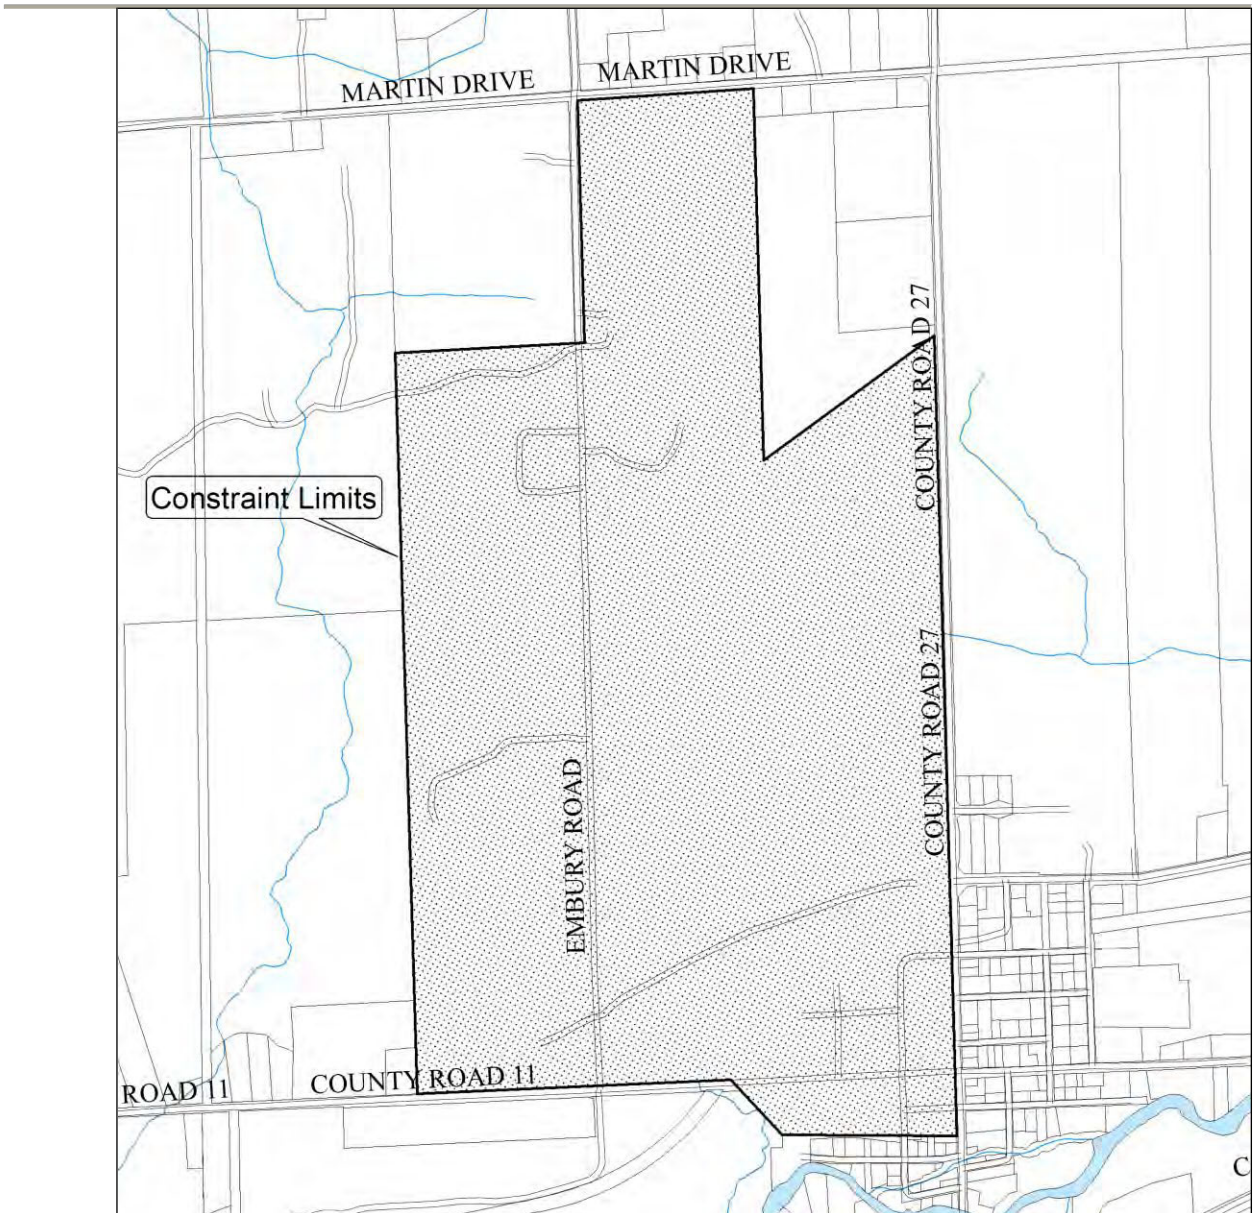 MARTIN DRIVE
MARTIN DRIVE
COUNTY ROAD 27
Constraint Limits
COUNTY ROAD 27
EMBURY ROAD
ROAD 11
COUNTY ROAD 11
C